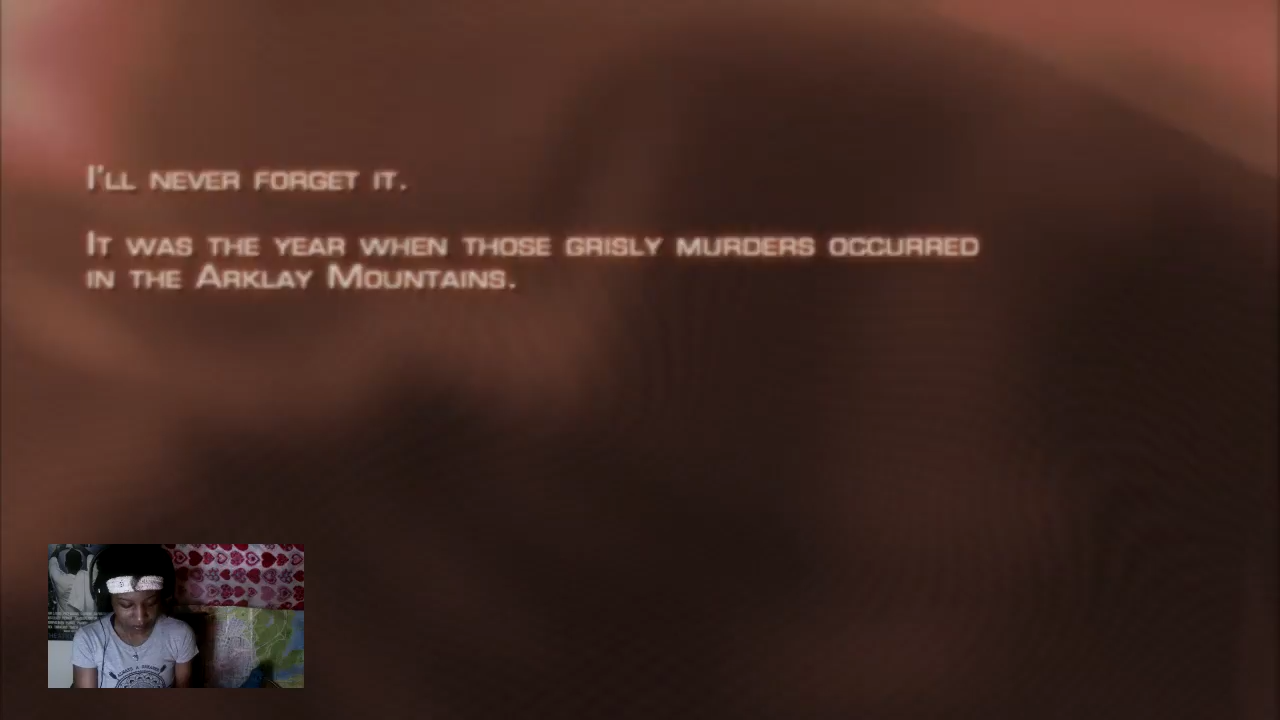 I'll never forget it.
It was the year when those grisly murders occurred
in the Arklay Mountains.